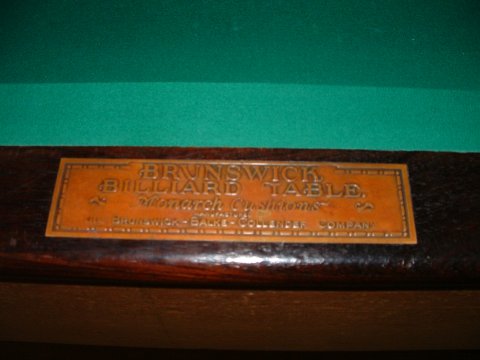 BRUNSWICK
BILLIARD TABLE,
Monarch Cushions
THE BRUNSWICK-BALKE-COLLENDER COMPANY